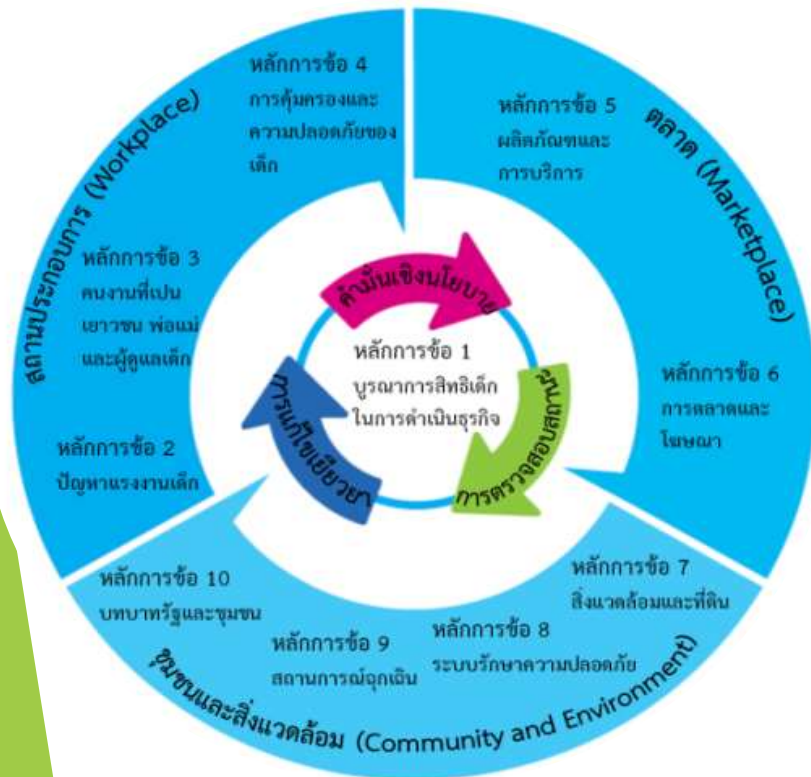 สถานประกอบการ (Workplace)
หลักการข้อ 4
การคุ้มครองและ
ความปลอดภัยของ
เด็ก
หลักการข้อ 3
คนงานที่เป็น
เยาวชน พ่อแม่
และผู้ดูแลเด็ก
หลักการข้อ 2
ปัญหาแรงงานเด็ก
ตลาด (Marketplace)
หลักการข้อ 5
ผลิตภัณฑและ
การบริการ
หลักการข้อ 6
การตลาดและ
โฆษณา
คำมั่นเชิงนโยบาย
การตรวจสอบสถานะ
การแก้ไขเยียวยา
หลักการข้อ 1
บูรณาการสิทธิเด็ก
ในการดำเนินธุรกิจ
หลักการข้อ 7
สิ่งแวดล้อมและที่ดิน
หลักการข้อ 8
ระบบรักษาความปลอดภัย
หลักการข้อ 9
สถานการณ์ฉุกเฉิน
หลักการข้อ 10
บทบาทรัฐและชุมชน
ชุมชนและสิ่งแวดล้อม (Community and Environment)